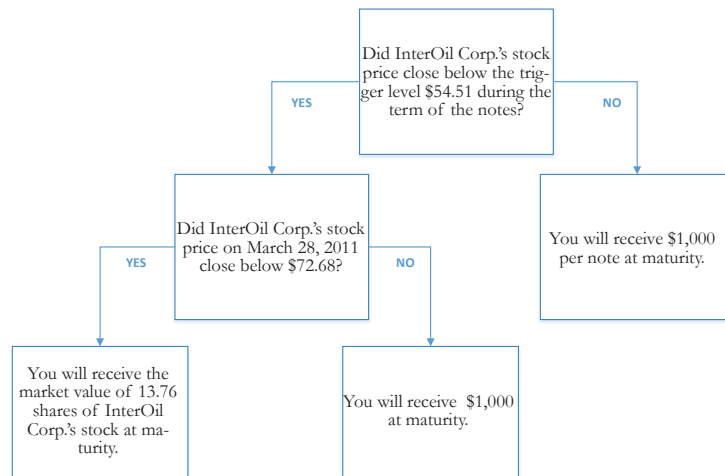 Did InterOil Corp.'s stock
price close below the trig-
ger level $54.51 during the
term of the notes?
YES
NO
Did InterOil Corp.'s stock
price on March 28, 2011
close below $72.68?
You will receive $1,000
per note at maturity.
YES
NO
You will receive the
market value of 13.76
shares of InterOil
Corp.'s stock at ma-
turity.
You will receive $1,000
at maturity.